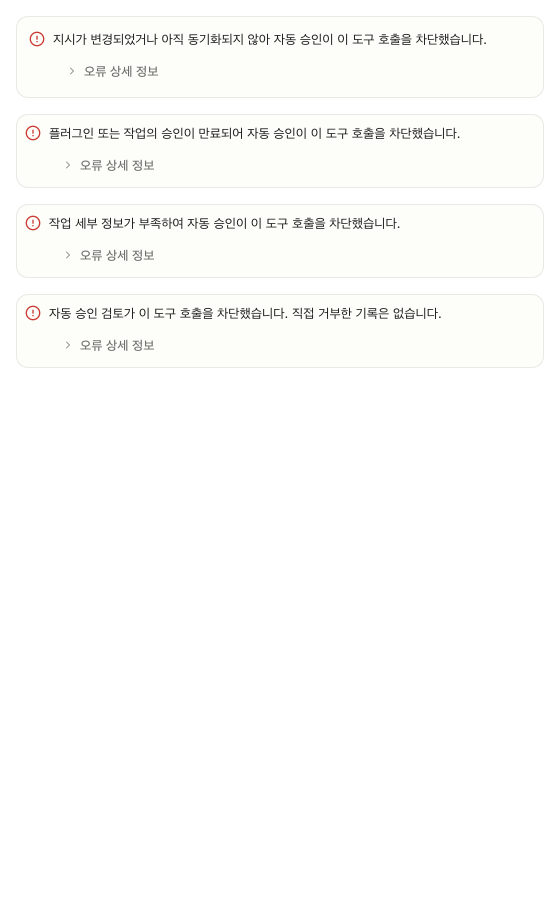 지시가 변경되었거나 아직 동기화되지 않아 자동 승인이 이 도구 호출을 차단했습니다.
오류 상세 정보
플러그인 또는 작업의 승인이 만료되어 자동 승인이 이 도구 호출을 차단했습니다.
오류 상세 정보
작업 세부 정보가 부족하여 자동 승인이 이 도구 호출을 차단했습니다.
오류 상세 정보
자동 승인 검토가 이 도구 호출을 차단했습니다. 직접 거부한 기록은 없습니다.
오류 상세 정보